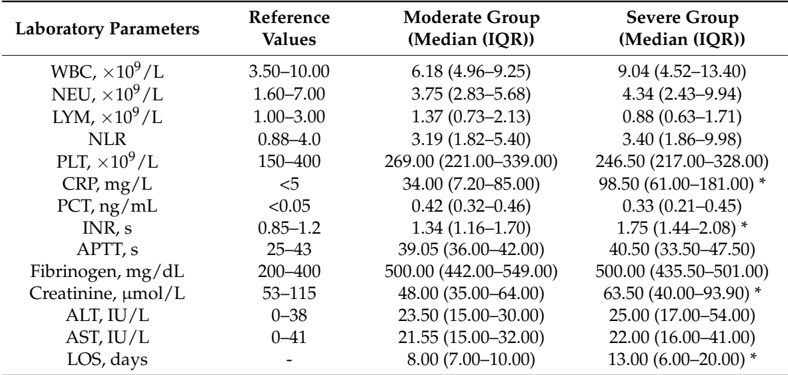 Laboratory Parameters Reference Values Moderate Group (Median (IQR)) Severe Group (Median (IQR))
WBC, ×10⁹/L 3.50–10.00 6.18 (4.96–9.25) 9.04 (4.52–13.40)
NEU, ×10⁹/L 1.60–7.00 3.75 (2.83–5.68) 4.34 (2.43–9.94)
LYM, ×10⁹/L 1.00–3.00 1.37 (0.73–2.13) 0.88 (0.63–1.71)
NLR 0.88–4.0 3.19 (1.82–5.40) 3.40 (1.86–9.98)
PLT, ×10⁹/L 150–400 269.00 (221.00–339.00) 246.50 (217.00–328.00)
CRP, mg/L <5 34.00 (7.20–85.00) 98.50 (61.00–181.00) *
PCT, ng/mL <0.05 0.42 (0.32–0.46) 0.33 (0.21–0.45)
INR, s 0.85–1.2 1.34 (1.16–1.70) 1.75 (1.44–2.08) *
APTT, s 25–43 39.05 (36.00–42.00) 40.50 (33.50–47.50)
Fibrinogen, mg/dL 200–400 500.00 (442.00–549.00) 500.00 (435.50–501.00)
Creatinine, µmol/L 53–115 48.00 (35.00–64.00) 63.50 (40.00–93.90) *
ALT, IU/L 0–38 23.50 (15.00–30.00) 25.00 (17.00–54.00)
AST, IU/L 0–41 21.55 (15.00–32.00) 22.00 (16.00–41.00)
LOS, days - 8.00 (7.00–10.00) 13.00 (6.00–20.00) *